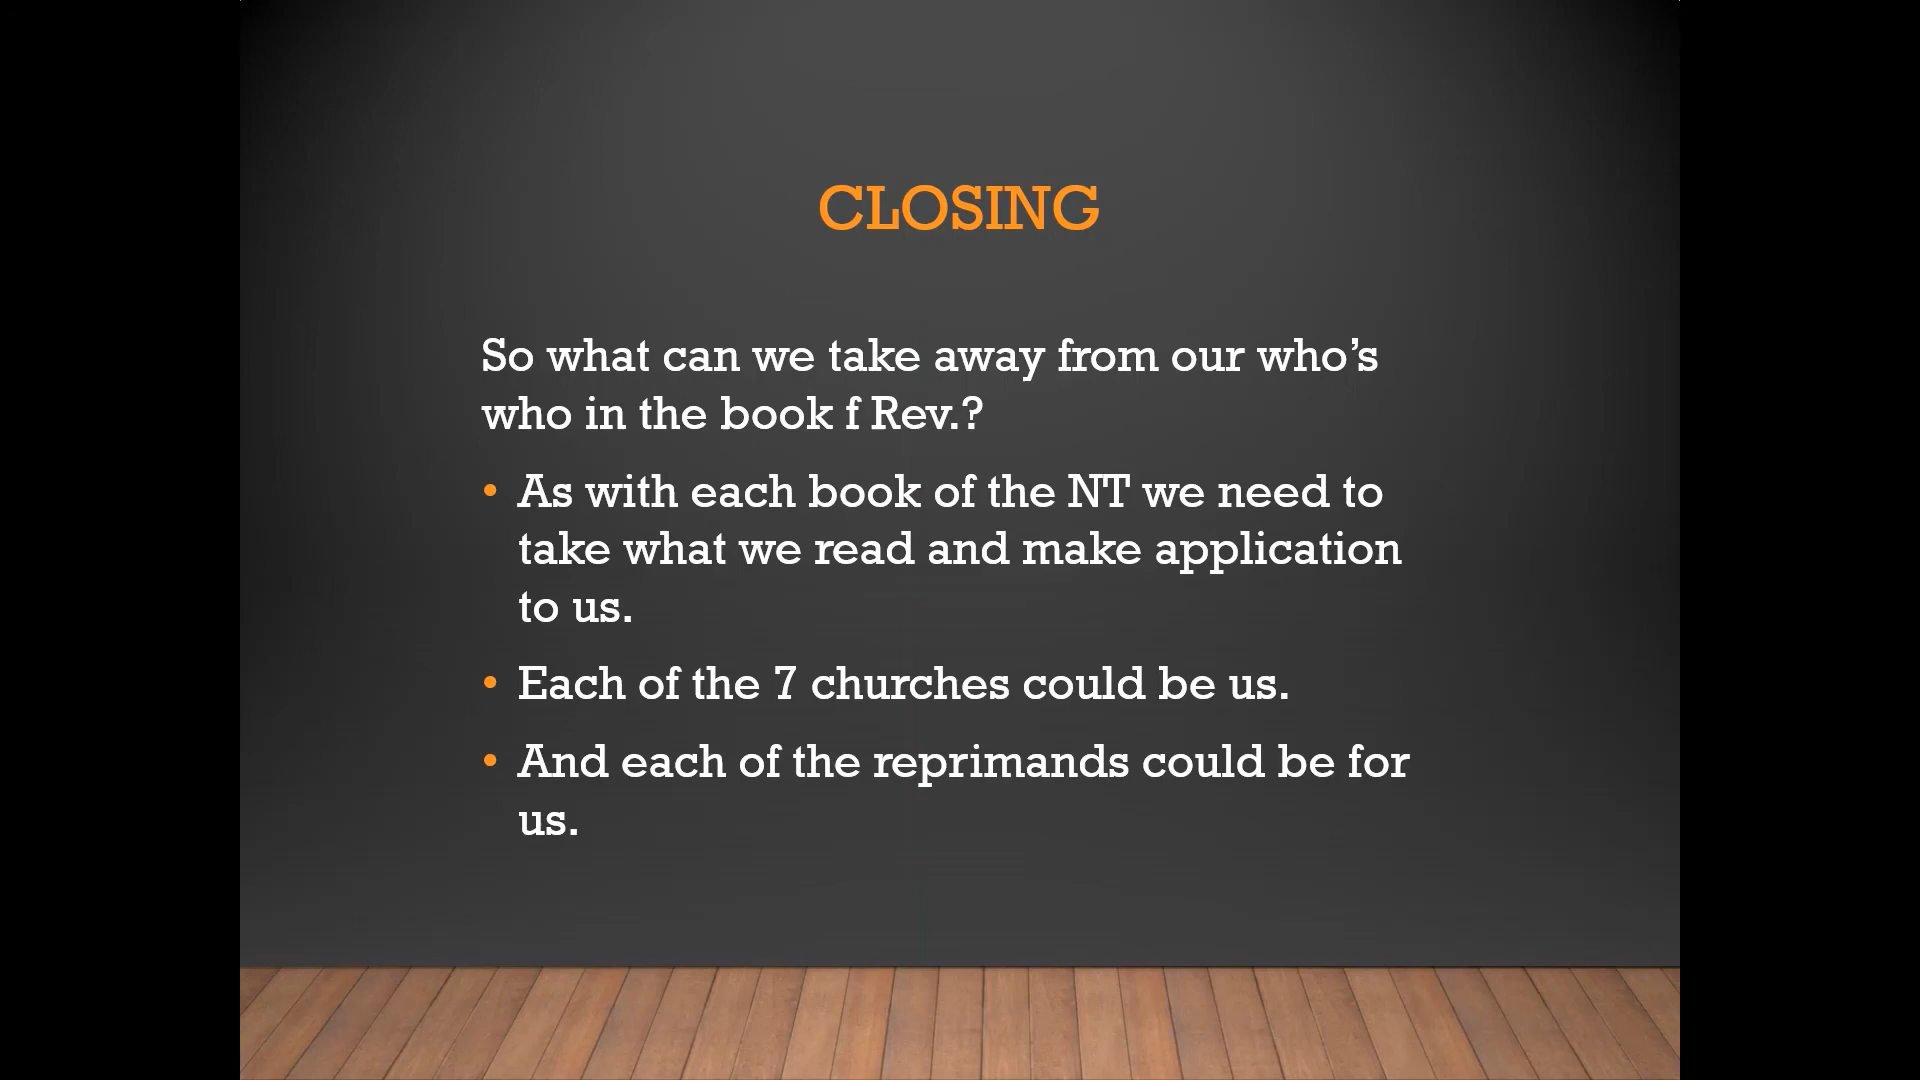 CLOSING
So what can we take away from our who’s
who in the book f Rev.?
• As with each book of the NT we need to
take what we read and make application
to us.
• Each of the 7 churches could be us.
• And each of the reprimands could be for
us.